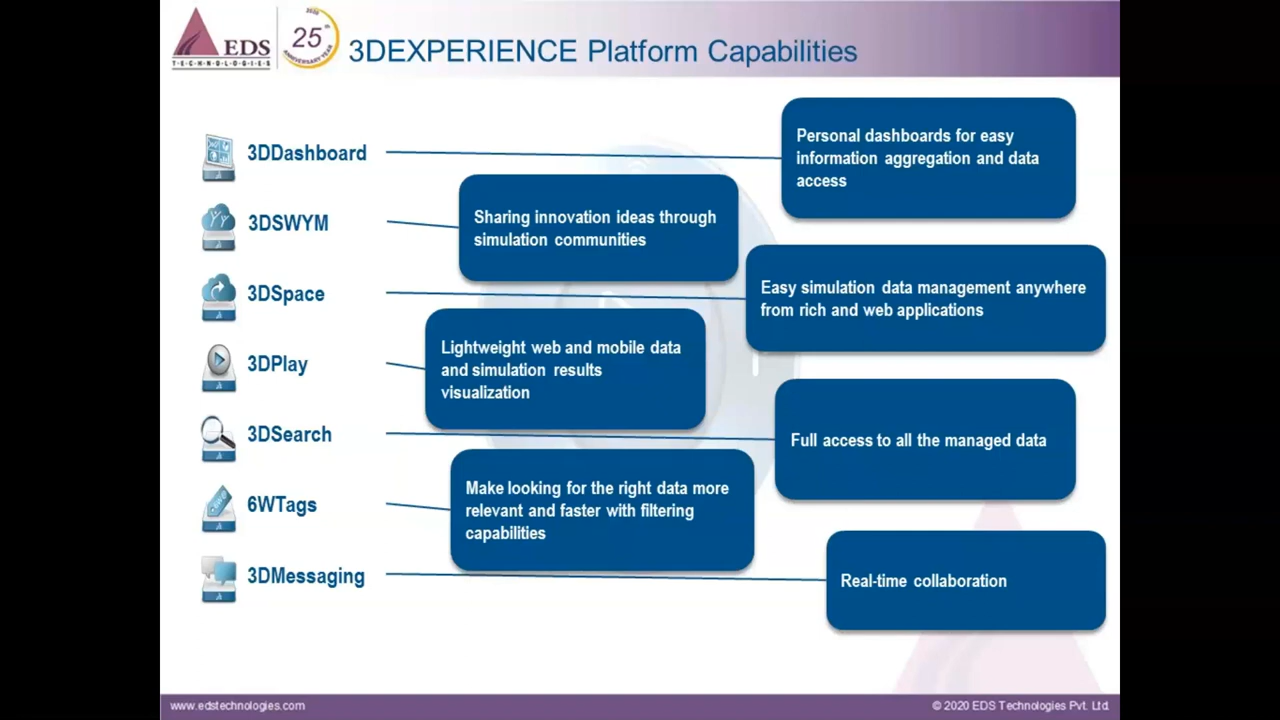 EDS
TECHNOLOGIES
2020
25th
ANNIVERSARY YEAR
3DEXPERIENCE Platform Capabilities
3DDashboard
Personal dashboards for easy
information aggregation and data
access
3DSWYM
Sharing innovation ideas through
simulation communities
3DSpace
Easy simulation data management anywhere
from rich and web applications
3DPlay
Lightweight web and mobile data
and simulation results
visualization
3DSearch
Full access to all the managed data
6WTags
Make looking for the right data more
relevant and faster with filtering
capabilities
3DMessaging
Real-time collaboration
www.edstechnologies.com
© 2020 EDS Technologies Pvt. Ltd.